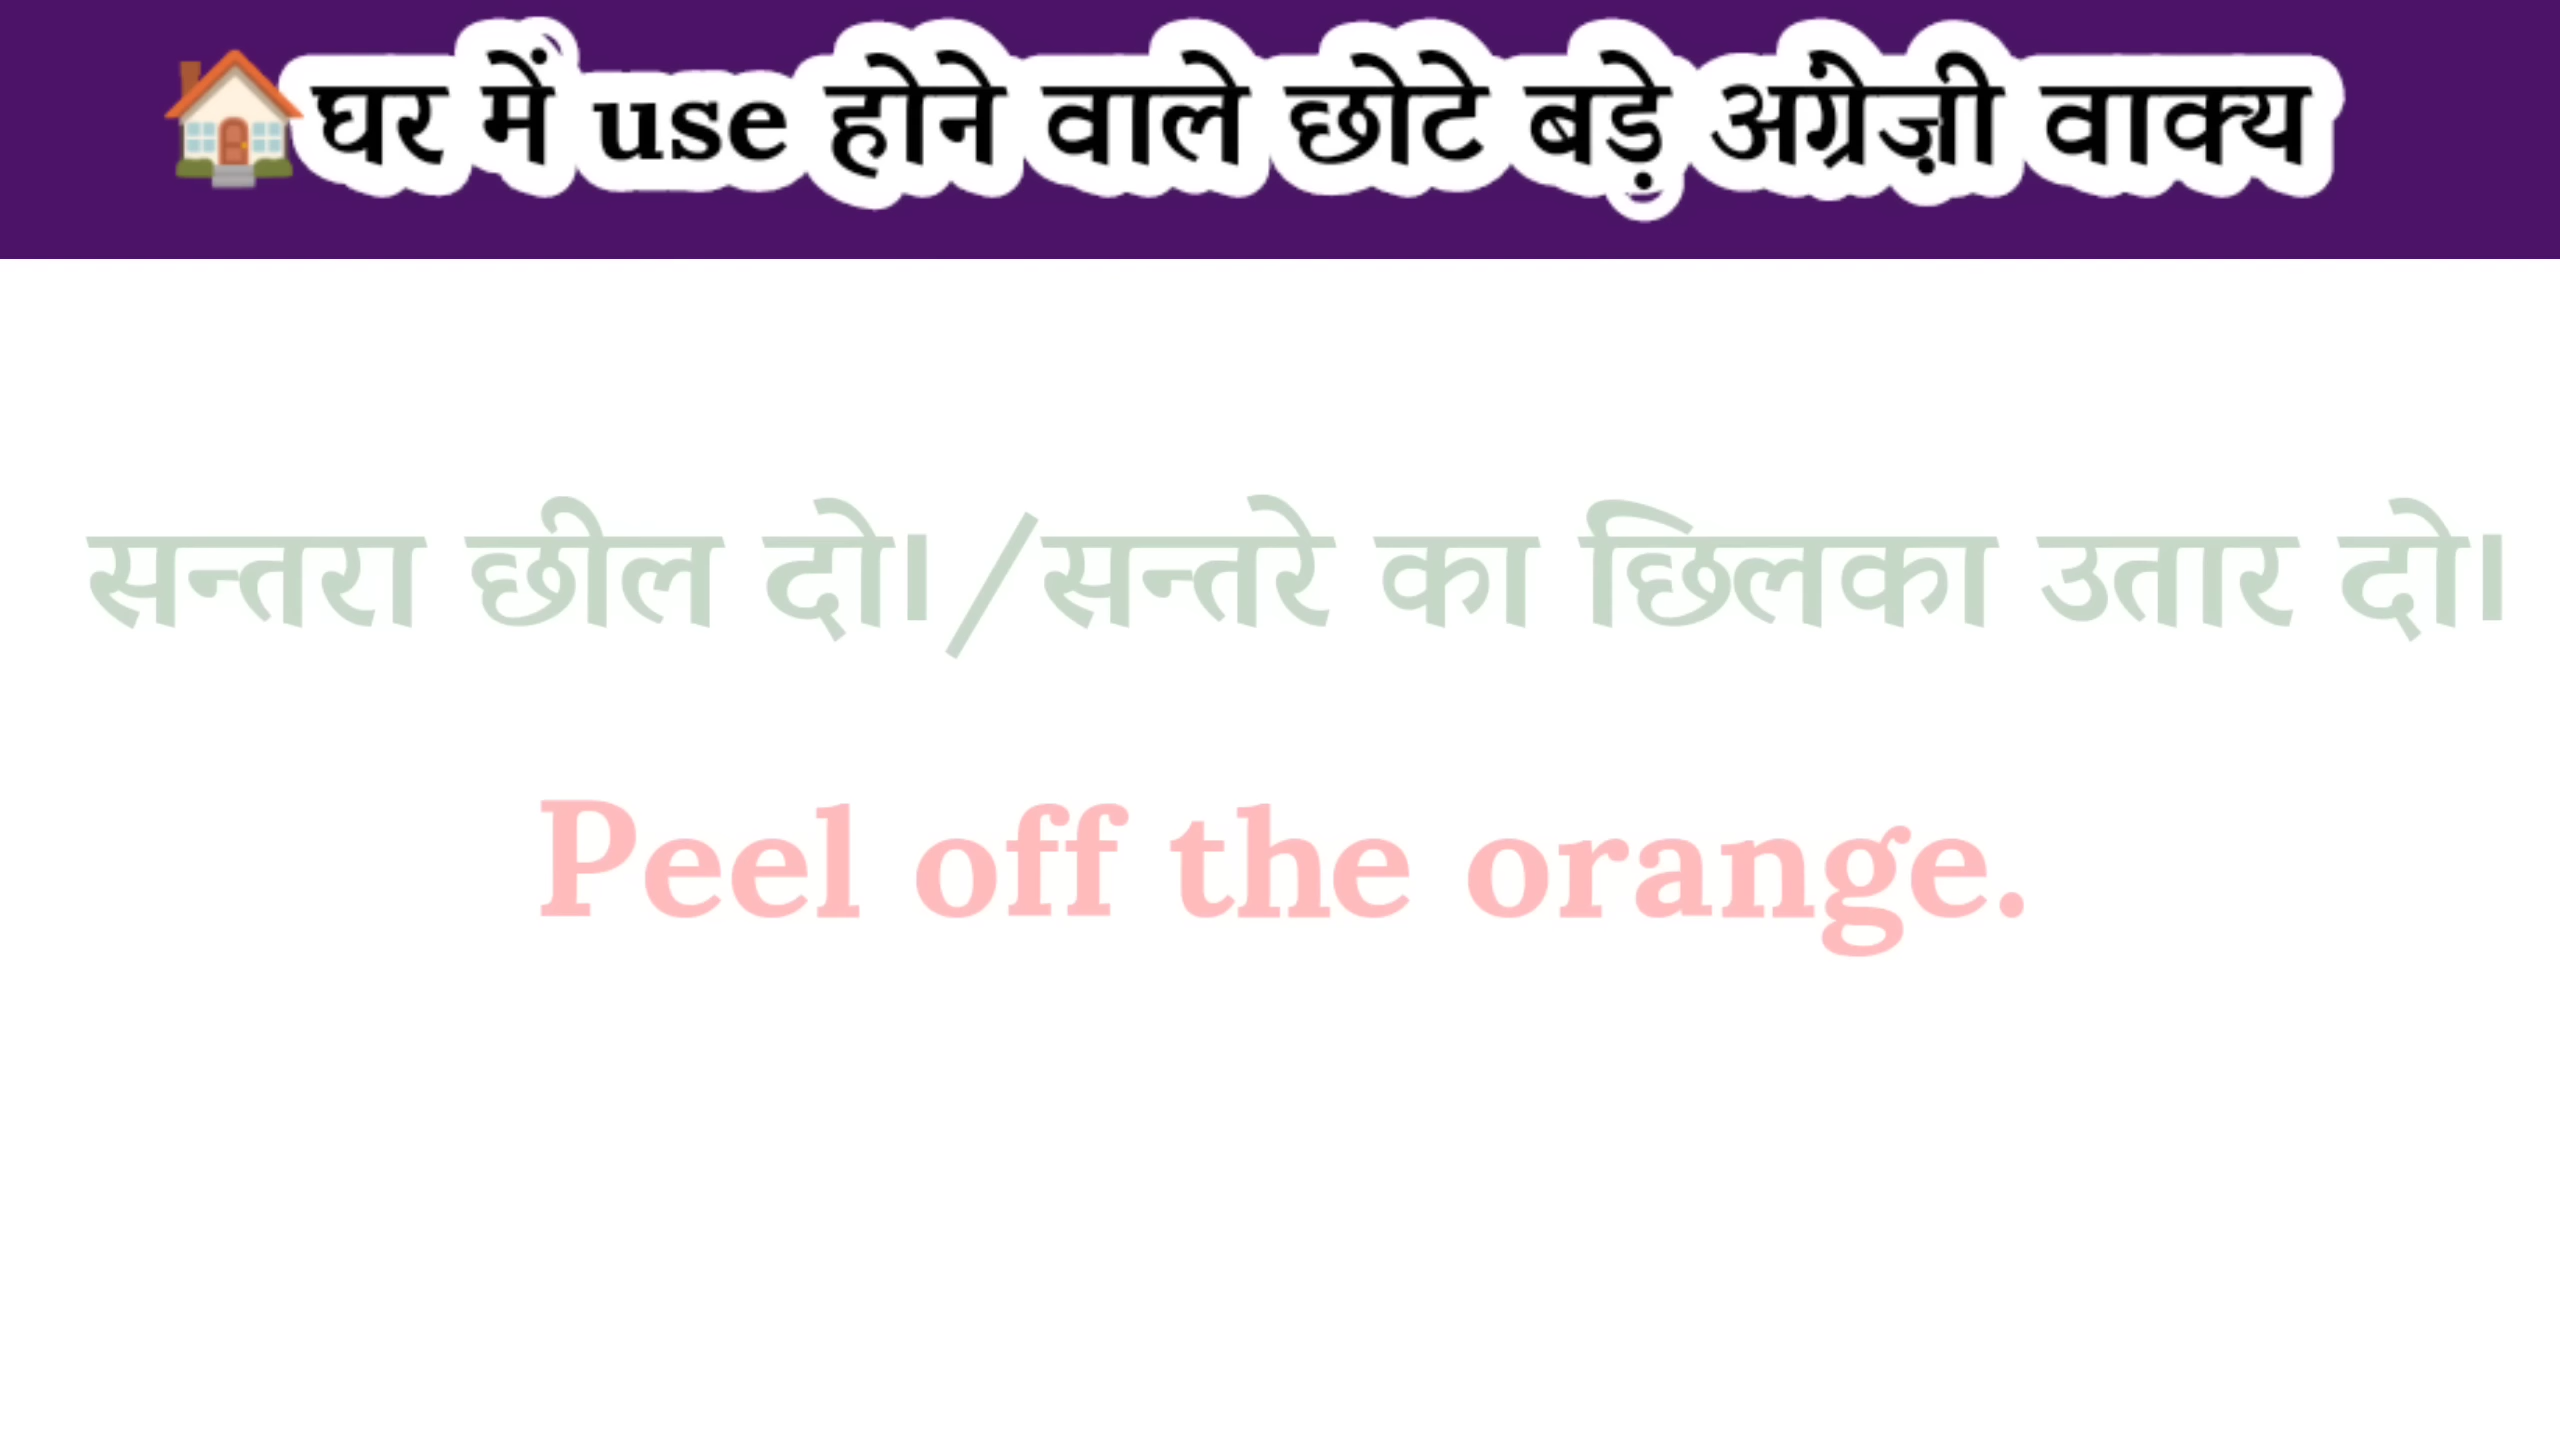 घर में use होने वाले छोटे बड़े अंग्रेज़ी वाक्य
सन्तरा छील दो।/सन्तरे का छिलका उतार दो।
Peel off the orange.